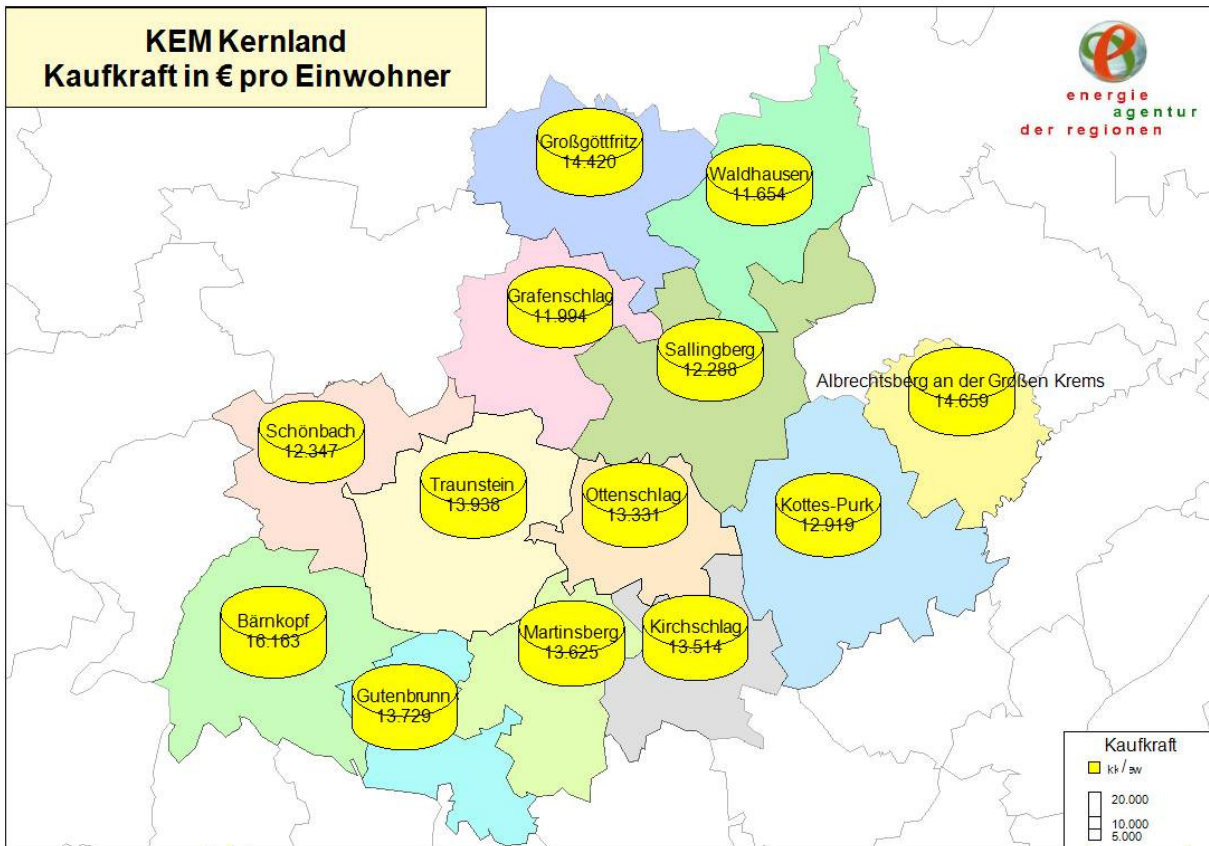 KEM Kernland
Kaufkraft in € pro Einwohner
energie
agentur
der regionen
Großgöttfritz
14.420
Waldhausen
11.654
Grafenschlag
11.994
Sallingberg
12.288
Albrechtsberg an der Großen Krems
14.659
Schönbach
12.347
Traunstein
13.938
Ottenschlag
13.331
Kottes-Purk
12.919
Bärnkopf
16.163
Martinsberg
13.625
Kirchschlag
13.514
Gutenbrunn
13.729
Kaufkraft
kk/ew
20.000
10.000
5.000